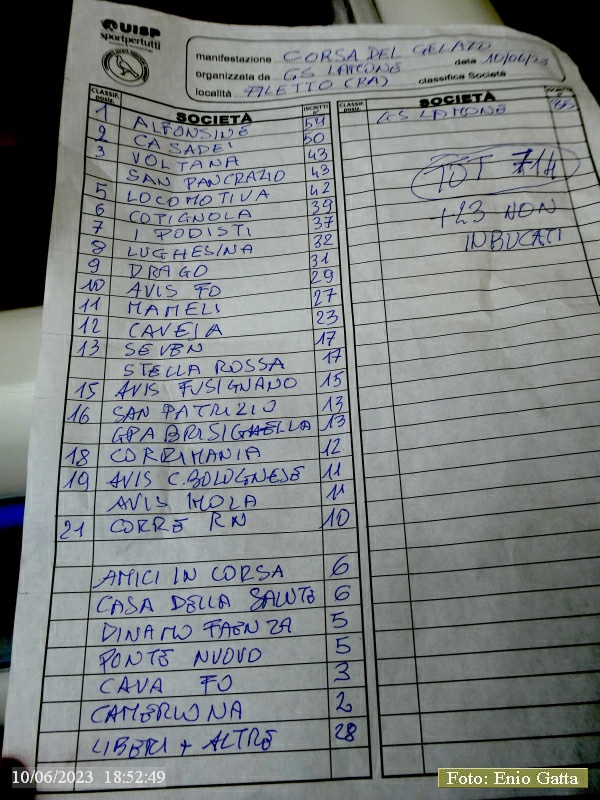 UISP
sportpertutti
manifestazione CORSA DEL GELATO data 10/06/23
organizzata da GS LAMONE classifica Società
località FILETTO (RA)
CLASSIF. posiz. SOCIETÀ ISCRITTI n°
1 ALFONSINE 54
2 CASADEI 50
3 VOLTANA 43
SAN PANCRAZIO 43
5 LOCOMOTIVA 42
6 COTIGNOLA 39
7 I PODISTI 37
8 LUGHESINA 32
9 DRAGO 31
10 AVIS FO 29
11 MAMELI 27
12 CAVEJA 23
13 SEVEN 17
STELLA ROSSA 17
15 AVIS FUSIGNANO 15
16 SAN PATRIZIO 13
GPA BRISIGHELLA 13
18 CORRIMANIA 12
19 AVIS C.BOLOGNESE 11
AVIS IMOLA 11
21 CORRE RN 10
AMICI IN CORSA 6
CASA DELLA SALUTE 6
DINAMO FAENZA 5
PONTE NUOVO 5
CAVA FO 3
CAMERLONA 2
LIBERI + ALTRE 28
CLASSIF. posiz. SOCIETÀ
GS LAMONE 35
TOT 714
+23 NON
INBUCATI
10/06/2023 18:52:49
Foto: Enio Gatta